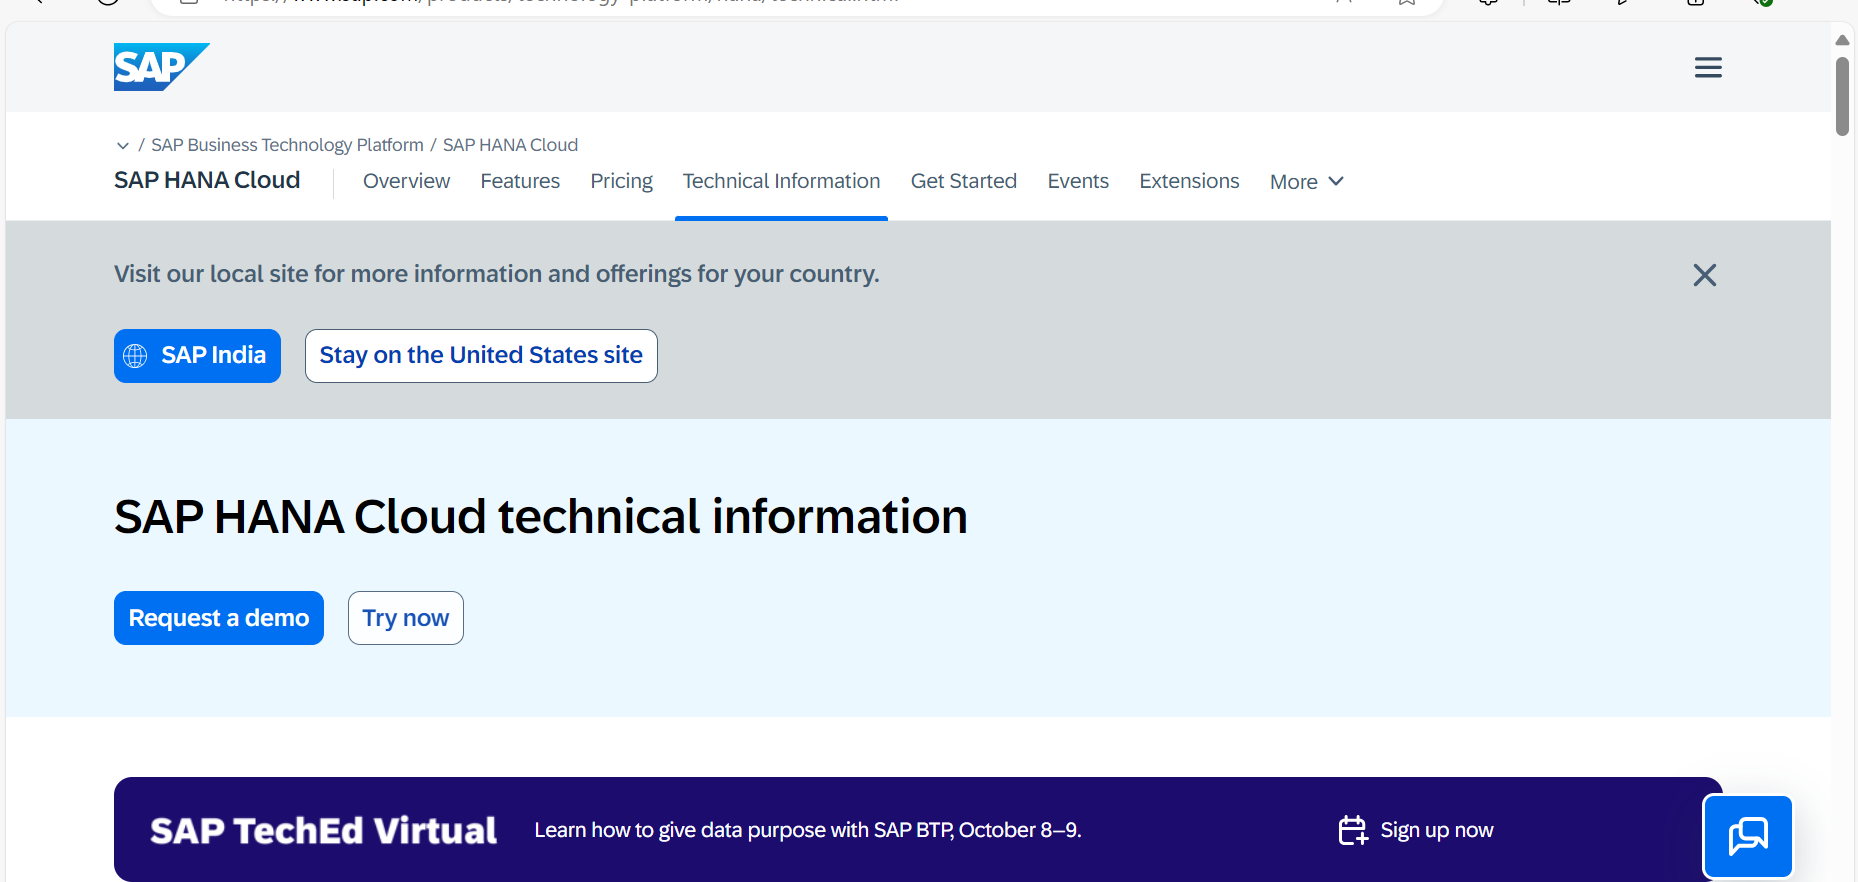 SAP
/ SAP Business Technology Platform / SAP HANA Cloud
SAP HANA Cloud Overview Features Pricing Technical Information Get Started Events Extensions More
Visit our local site for more information and offerings for your country.
SAP India Stay on the United States site
SAP HANA Cloud technical information
Request a demo Try now
SAP TechEd Virtual Learn how to give data purpose with SAP BTP, October 8–9. Sign up now